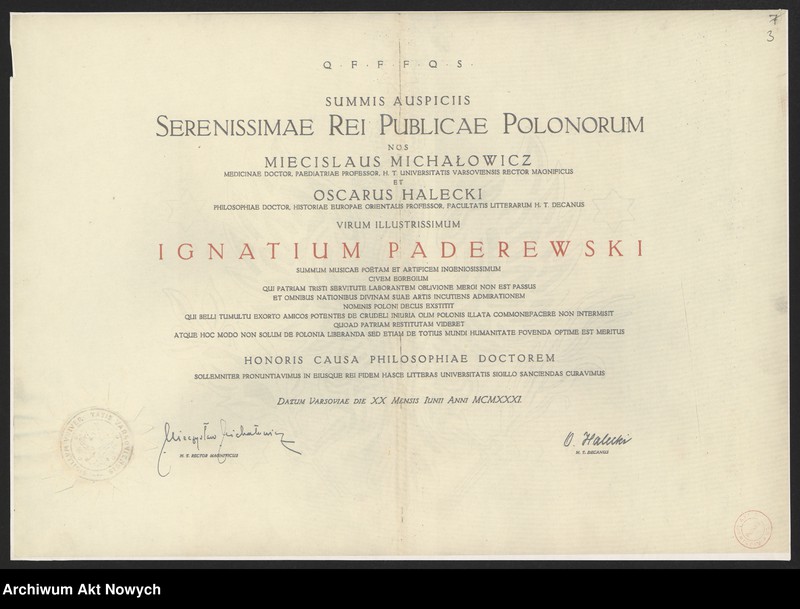 7
3
Q · F · F · F · Q · S ·
SUMMIS AUSPICIIS
SERENISSIMAE REI PUBLICAE POLONORUM
NOS
MIECISLAUS MICHAŁOWICZ
MEDICINAE DOCTOR, PAEDIATRIAE PROFESSOR, H. T. UNIVERSITATIS VARSOVIENSIS RECTOR MAGNIFICUS
ET
OSCARUS HALECKI
PHILOSOPHIAE DOCTOR, HISTORIAE EUROPAE ORIENTALIS PROFESSOR, FACULTATIS LITTERARUM H. T. DECANUS
VIRUM ILLUSTRISSIMUM
IGNATIUM PADEREWSKI
SUMMUM MUSICAE POËTAM ET ARTIFICEM INGENIOSISSIMUM
CIVEM EGREGIUM
QUI PATRIAM TRISTI SERVITUTE LABORANTEM OBLIVIONE MERGI NON EST PASSUS
ET OMNIBUS NATIONIBUS DIVINAM SUAE ARTIS INCUTIENS ADMIRATIONEM
NOMINIS POLONI DECUS EXSTITIT
QUI BELLI TUMULTU EXORTO AMICOS POTENTES DE CRUDELI INIURIA OLIM POLONIS ILLATA COMMONEFACERE NON INTERMISIT
QUOAD PATRIAM RESTITUTAM VIDERET
ATQUE HOC MODO NON SOLUM DE POLONIA LIBERANDA SED ETIAM DE TOTIUS MUNDI HUMANITATE FOVENDA OPTIME EST MERITUS
HONORIS CAUSA PHILOSOPHIAE DOCTOREM
SOLLEMNITER PRONUNTIAVIMUS IN EIUSQUE REI FIDEM HASCE LITTERAS UNIVERSITATIS SIGILLO SANCIENDAS CURAVIMUS
DATUM VARSOVIAE DIE XX MENSIS IUNII ANNI MCMXXXI.
Mieczysław Michałowicz
H. T. RECTOR MAGNIFICUS
O. Halecki
H. T. DECANUS
Archiwum Akt Nowych